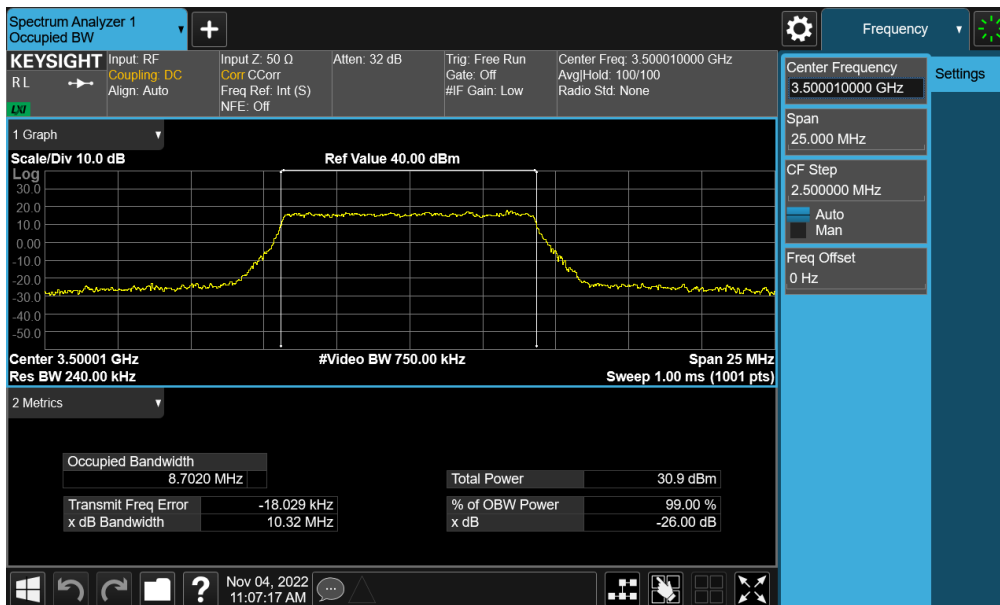 Spectrum Analyzer 1
Occupied BW
+
Frequency
KEYSIGHT
R L
LXI
Input: RF
Coupling: DC
Align: Auto
Input Z: 50 Ω
Corr CCorr
Freq Ref: Int (S)
NFE: Off
Atten: 32 dB
Trig: Free Run
Gate: Off
#IF Gain: Low
Center Freq: 3.500010000 GHz
Avg|Hold: 100/100
Radio Std: None
Center Frequency
3.500010000 GHz
Settings
Span
25.000 MHz
CF Step
2.500000 MHz
Auto
Man
Freq Offset
0 Hz
1 Graph
Scale/Div 10.0 dB
Ref Value 40.00 dBm
Log
30.0
20.0
10.0
0.00
-10.0
-20.0
-30.0
-40.0
-50.0
Center 3.50001 GHz
#Video BW 750.00 kHz
Span 25 MHz
Res BW 240.00 kHz
Sweep 1.00 ms (1001 pts)
2 Metrics
Occupied Bandwidth
8.7020 MHz
Total Power 30.9 dBm
Transmit Freq Error -18.029 kHz
% of OBW Power 99.00 %
x dB Bandwidth 10.32 MHz
x dB -26.00 dB
?
Nov 04, 2022
11:07:17 AM